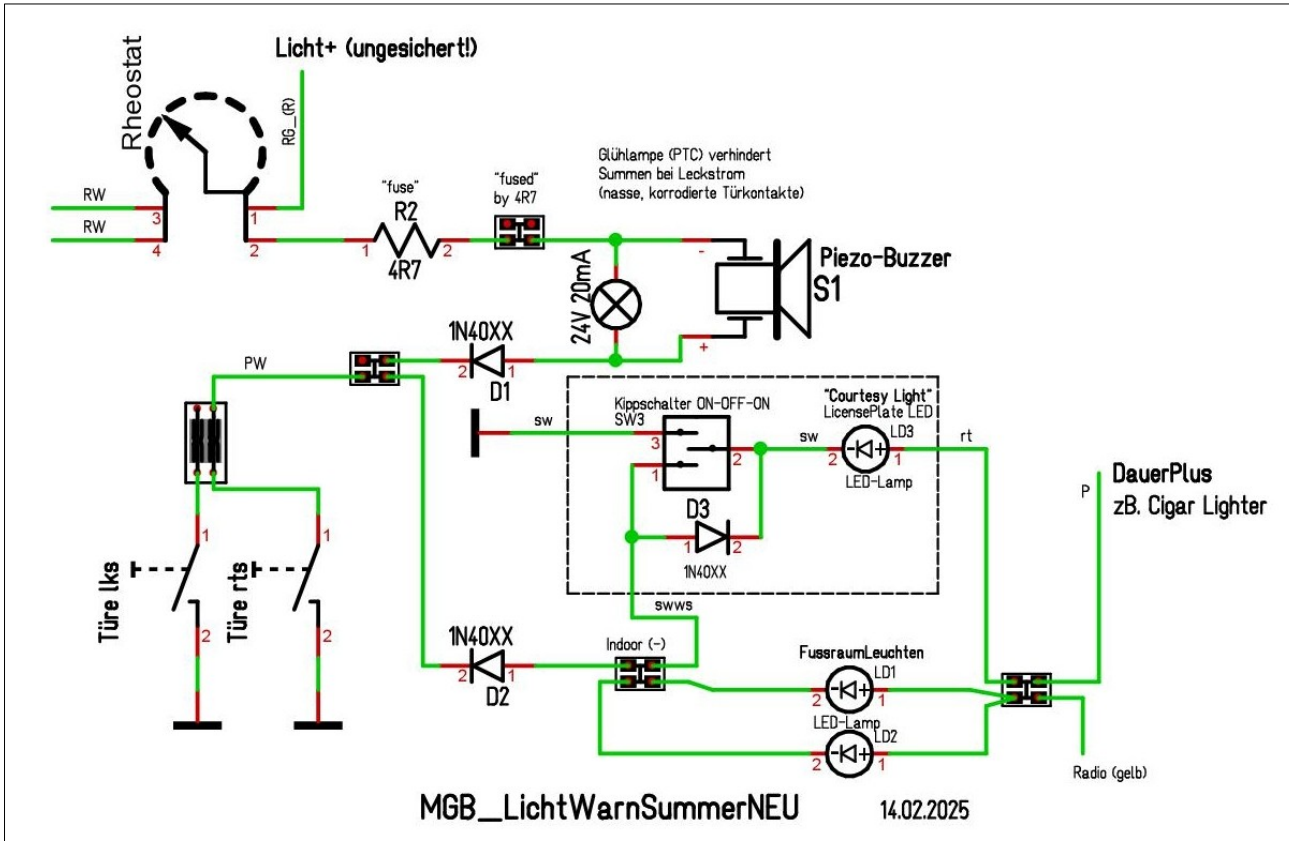 Licht+ (ungesichert!)
Rheostat
RG_(R)
RW
3
1
RW
4
2
"fuse"
R2
1
2
4R7
"fused"
by 4R7
Glühlampe (PTC) verhindert
Summen bei Leckstrom
(nasse, korrodierte Türkontakte)
24V 20mA
-
+
Piezo-Buzzer
S1
1N40XX
2
1
D1
PW
Kippschalter ON-OFF-ON
SW3
sw
3
1
2
sw
"Courtesy Light"
LicensePlate LED
LD3
2
-
+
1
LED-Lamp
rt
D3
1
2
1N40XX
swws
P
DauerPlus
zB. Cigar Lighter
1
1
Türe lks
Türe rts
2
2
1N40XX
2
1
D2
Indoor (-)
FussraumLeuchten
LD1
2
-
+
1
LED-Lamp
LD2
2
-
+
1
Radio (gelb)
MGB_LichtWarnSummerNEU
14.02.2025